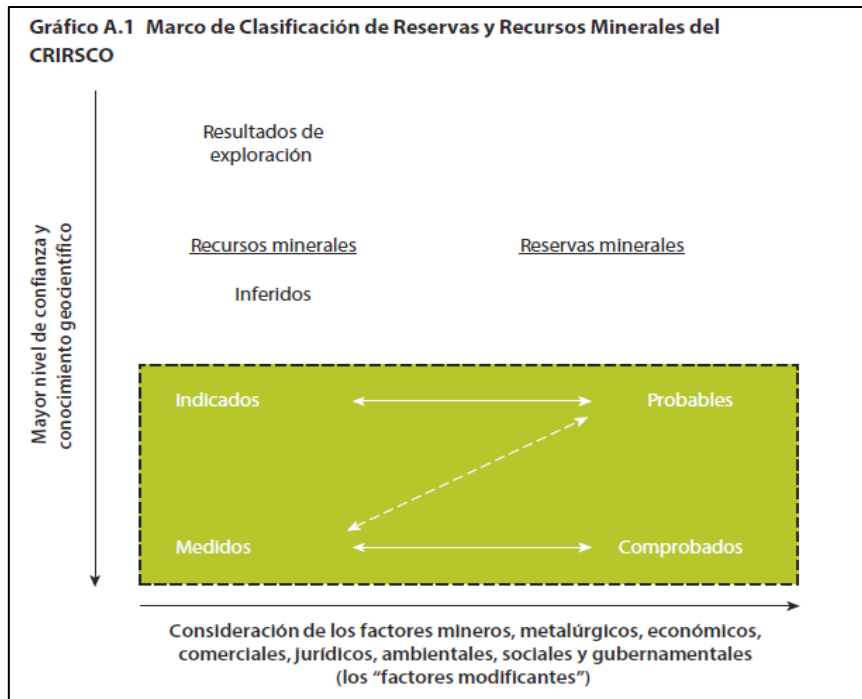 Gráfico A.1 Marco de Clasificación de Reservas y Recursos Minerales del
CRIRSCO
Resultados de
exploración
Recursos minerales
Reservas minerales
Inferidos
Mayor nivel de confianza y
conocimiento geocientífico
Indicados
Probables
Medidos
Comprobados
Consideración de los factores mineros, metalúrgicos, económicos,
comerciales, jurídicos, ambientales, sociales y gubernamentales
(los “factores modificantes”)